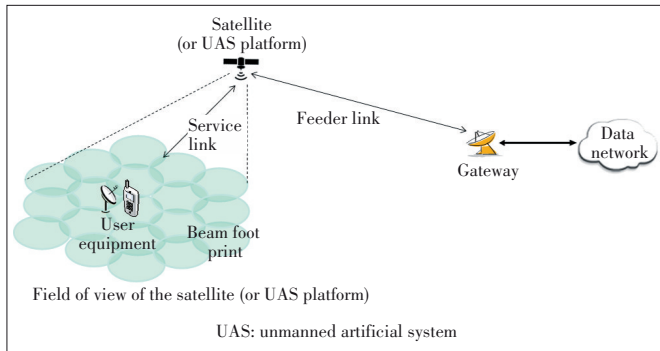 Satellite
(or UAS platform)
Service
link
Feeder link
Gateway
Data
network
User
equipment
Beam foot
print
Field of view of the satellite (or UAS platform)
UAS: unmanned artificial system